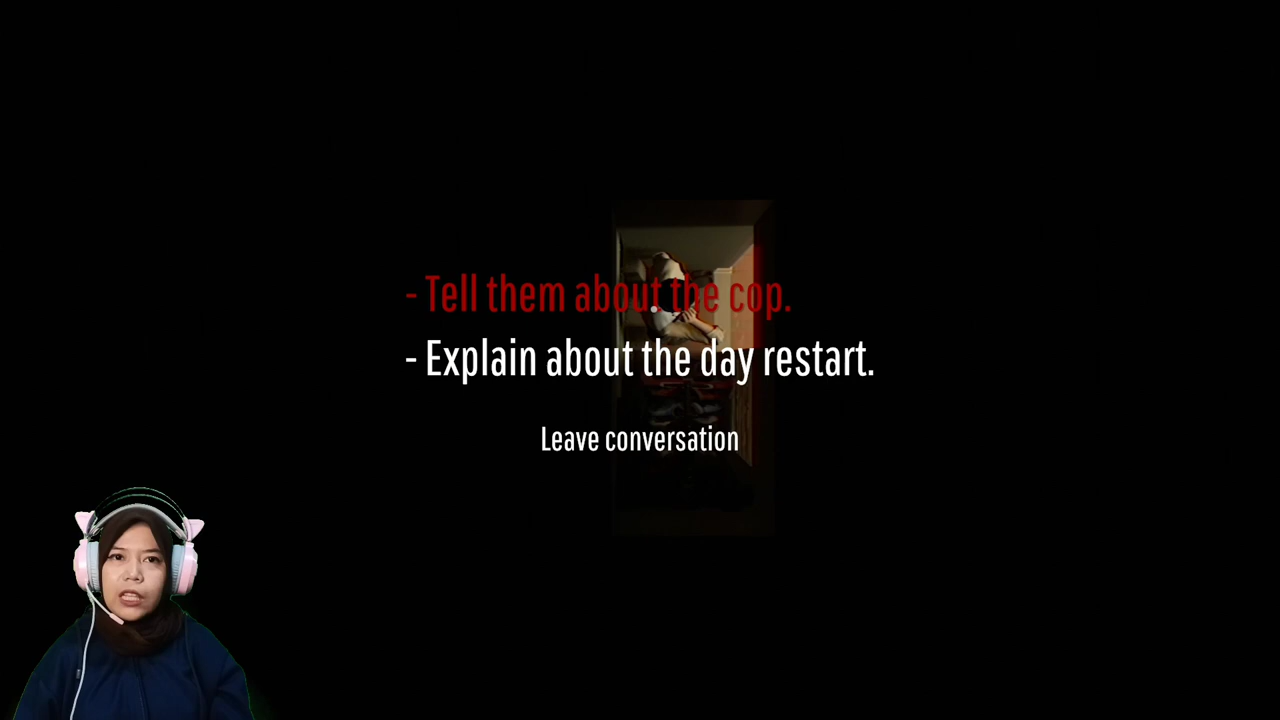 - Tell them about the cop.
- Explain about the day restart.
Leave conversation